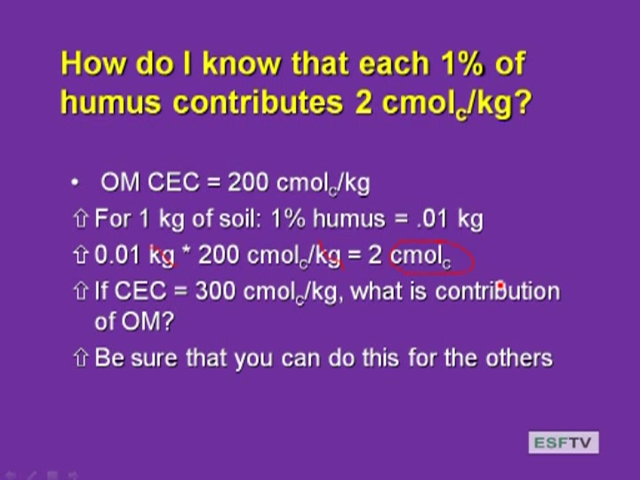 How do I know that each 1% of
humus contributes 2 cmolc/kg?
• OM CEC = 200 cmolc/kg
⇧ For 1 kg of soil: 1% humus = .01 kg
⇧ 0.01 kg * 200 cmolc/kg = 2 cmolc
⇧ If CEC = 300 cmolc/kg, what is contribution
of OM?
⇧ Be sure that you can do this for the others
ESFTV